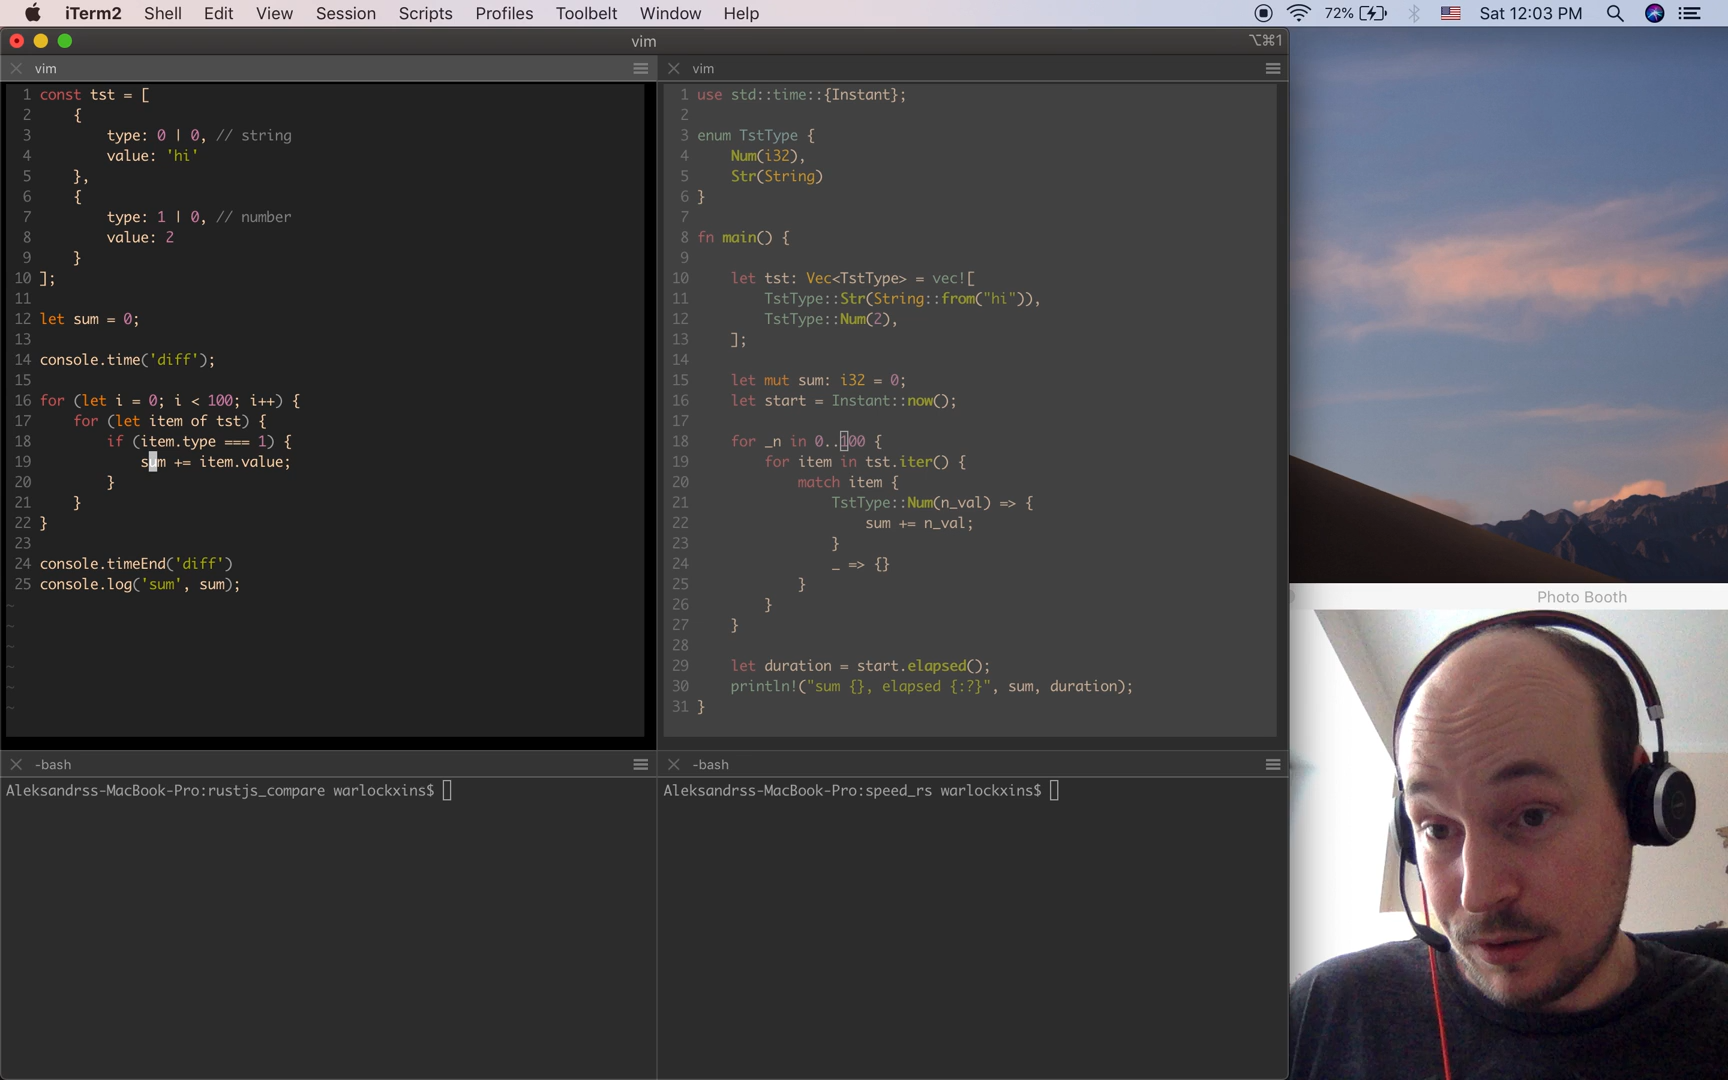 iTerm2 Shell Edit View Session Scripts Profiles Toolbelt Window Help 72% Sat 12:03 PM
vim ⌥⌘1
vim
1 const tst = [
2     {
3         type: 0 | 0, // string
4         value: 'hi'
5     },
6     {
7         type: 1 | 0, // number
8         value: 2
9     }
10 ];
11
12 let sum = 0;
13
14 console.time('diff');
15
16 for (let i = 0; i < 100; i++) {
17     for (let item of tst) {
18         if (item.type === 1) {
19             sum += item.value;
20         }
21     }
22 }
23
24 console.timeEnd('diff')
25 console.log('sum', sum);
~
~
~
~
~
~
vim
1 use std::time::{Instant};
2
3 enum TstType {
4     Num(i32),
5     Str(String)
6 }
7
8 fn main() {
9
10     let tst: Vec<TstType> = vec![
11         TstType::Str(String::from("hi")),
12         TstType::Num(2),
13     ];
14
15     let mut sum: i32 = 0;
16     let start = Instant::now();
17
18     for _n in 0..100 {
19         for item in tst.iter() {
20             match item {
21                 TstType::Num(n_val) => {
22                     sum += n_val;
23                 }
24                 _ => {}
25             }
26         }
27     }
28
29     let duration = start.elapsed();
30     println!("sum {}, elapsed {:?}", sum, duration);
31 }
-bash
Aleksandrss-MacBook-Pro:rustjs_compare warlockxins$
-bash
Aleksandrss-MacBook-Pro:speed_rs warlockxins$
Photo Booth